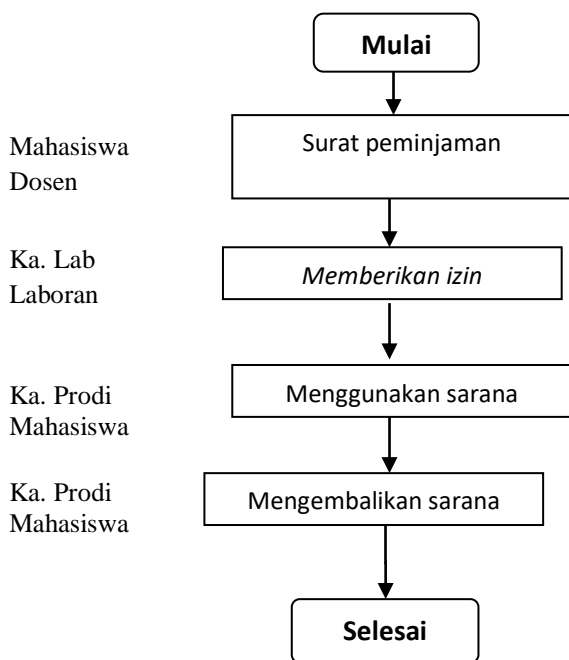 Mulai
Mahasiswa
Dosen
Surat peminjaman
Ka. Lab
Laboran
Memberikan izin
Ka. Prodi
Mahasiswa
Menggunakan sarana
Ka. Prodi
Mahasiswa
Mengembalikan sarana
Selesai